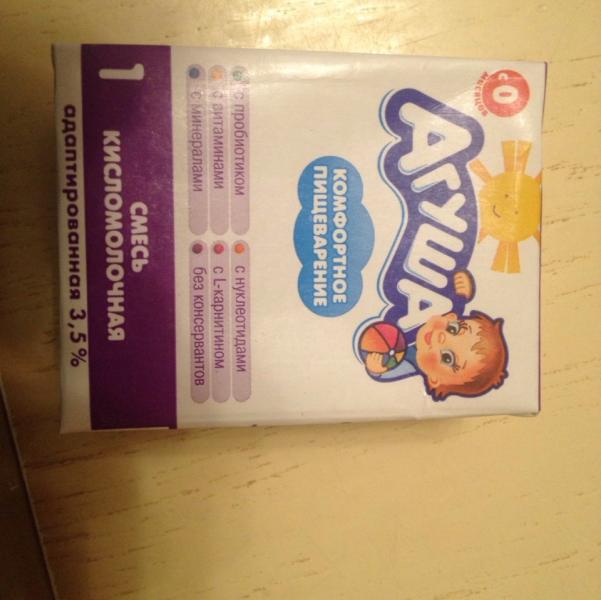 с 0
месяцев
АГУША
КОМФОРТНОЕ
ПИЩЕВАРЕНИЕ
с пробиотиком
с витаминами
с минералами
с нуклеотидами
с L-карнитином
без консервантов
1
СМЕСЬ
КИСЛОМОЛОЧНАЯ
адаптированная 3,5%